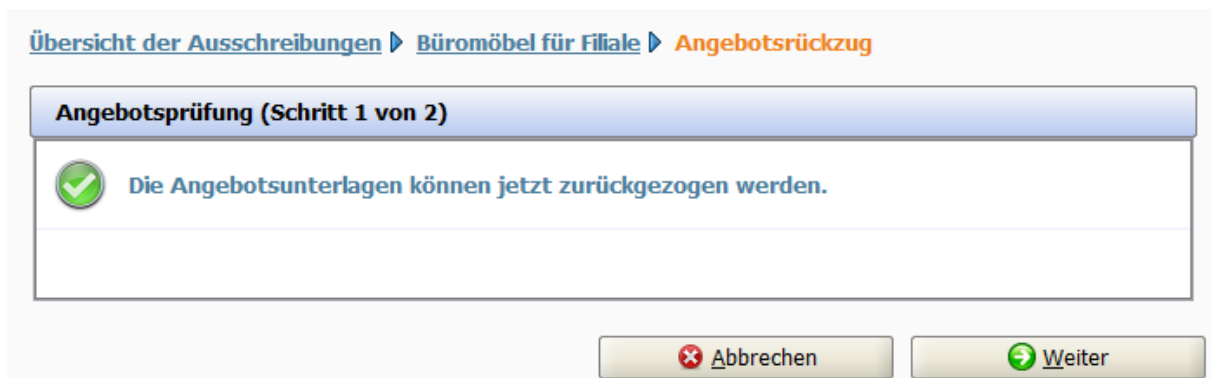 Übersicht der Ausschreibungen Büromöbel für Filiale Angebotsrückzug
Angebotsprüfung (Schritt 1 von 2)
Die Angebotsunterlagen können jetzt zurückgezogen werden.
Abbrechen Weiter